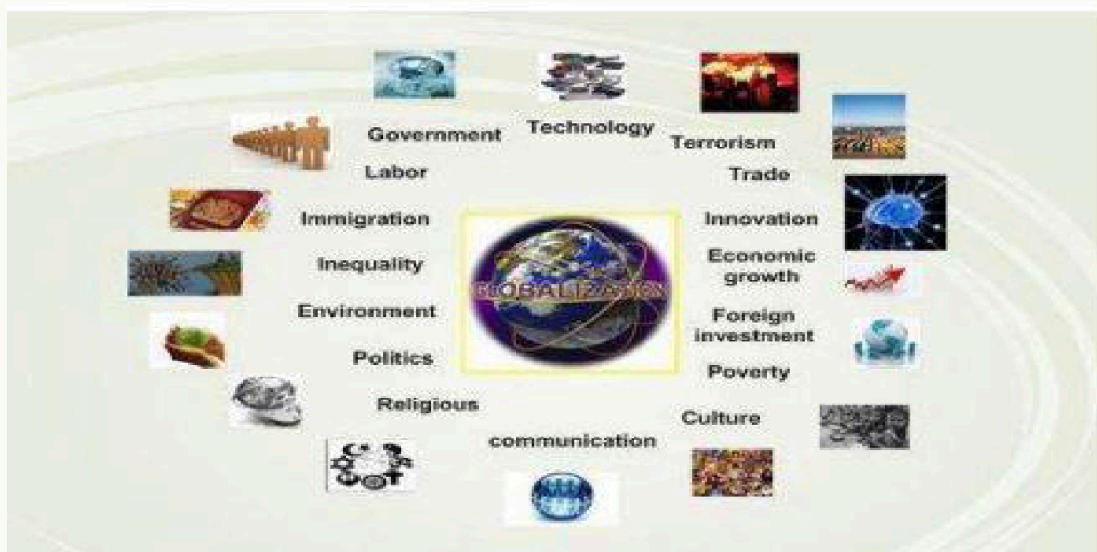 Government
Technology
Terrorism
Labor
Trade
Immigration
Innovation
Inequality
Economic
growth
Environment
GLOBALIZATION
Foreign
investment
Politics
Poverty
Religious
Culture
communication